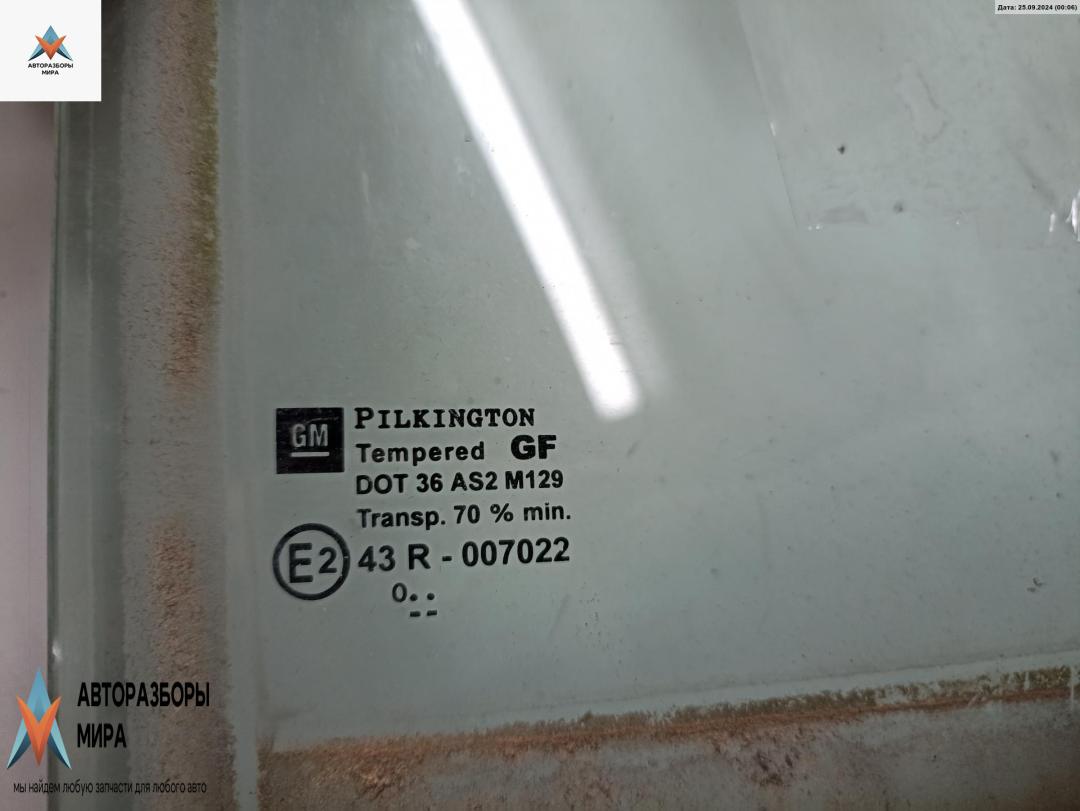 АВТОРАЗБОРЫ
МИРА
Дата: 25.09.2024 (00:06)
GM
PILKINGTON
Tempered GF
DOT 36 AS2 M129
Transp. 70 % min.
E2 43 R - 007022
0..
--
АВТОРАЗБОРЫ
МИРА
мы найдем любую запчасти для любого авто